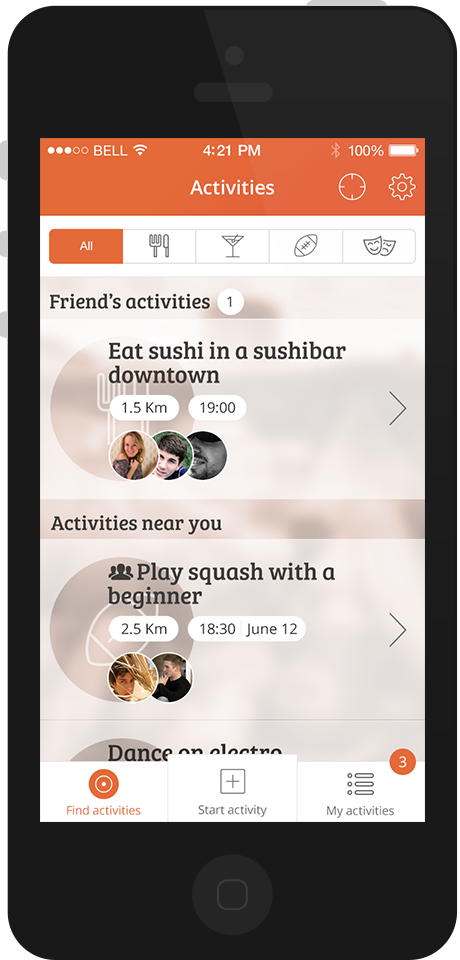 BELL 4:21 PM 100%
Activities
All
Friend's activities 1
Eat sushi in a sushibar
downtown
1.5 Km 19:00
Activities near you
Play squash with a
beginner
2.5 Km 18:30 June 12
Dance on electro
3
Find activities Start activity My activities